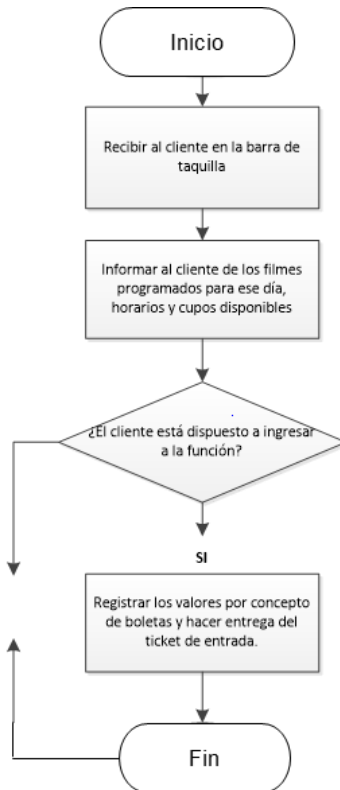 Inicio
Recibir al cliente en la barra de
taquilla
Informar al cliente de los filmes
programados para ese día,
horarios y cupos disponibles
¿El cliente está dispuesto a ingresar
a la función?
SI
Registrar los valores por concepto
de boletas y hacer entrega del
ticket de entrada.
Fin